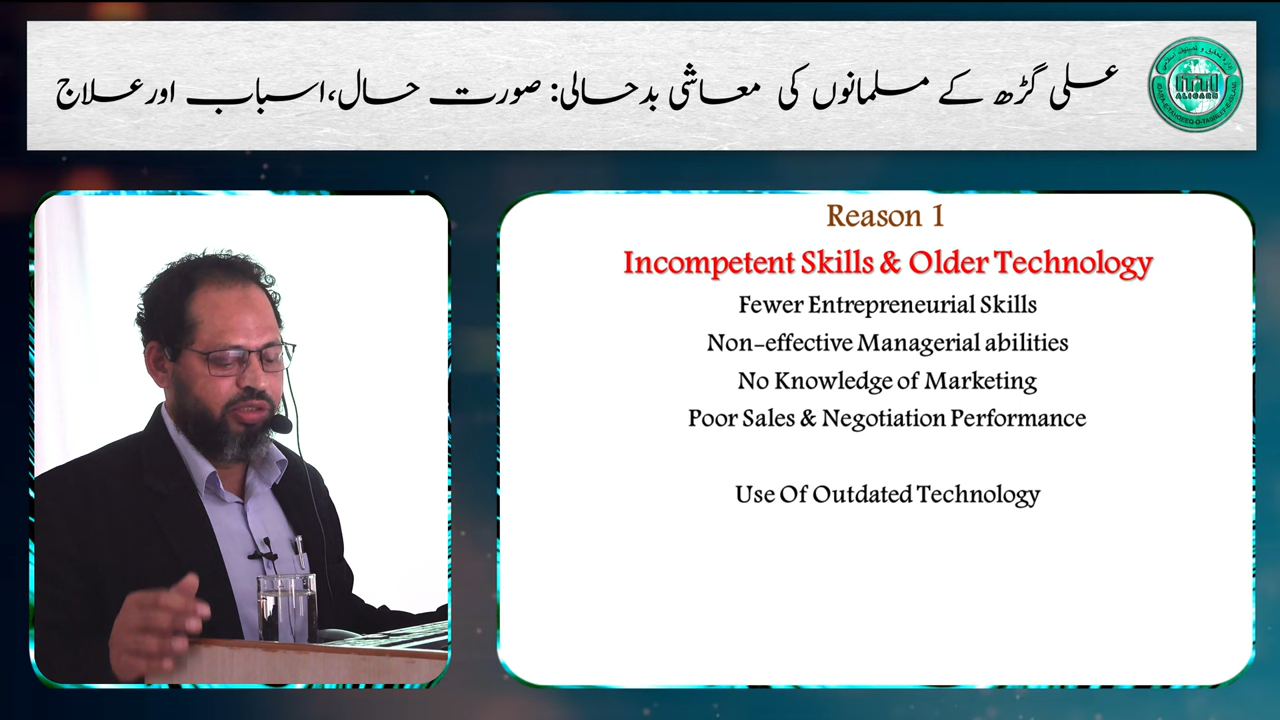 علی گڑھ کے مسلمانوں کی معاشی بدحالی: صورت حال، اسباب اور علاج
ALIGARH
Reason 1
Incompetent Skills & Older Technology
Fewer Entrepreneurial Skills
Non-effective Managerial abilities
No Knowledge of Marketing
Poor Sales & Negotiation Performance
Use Of Outdated Technology